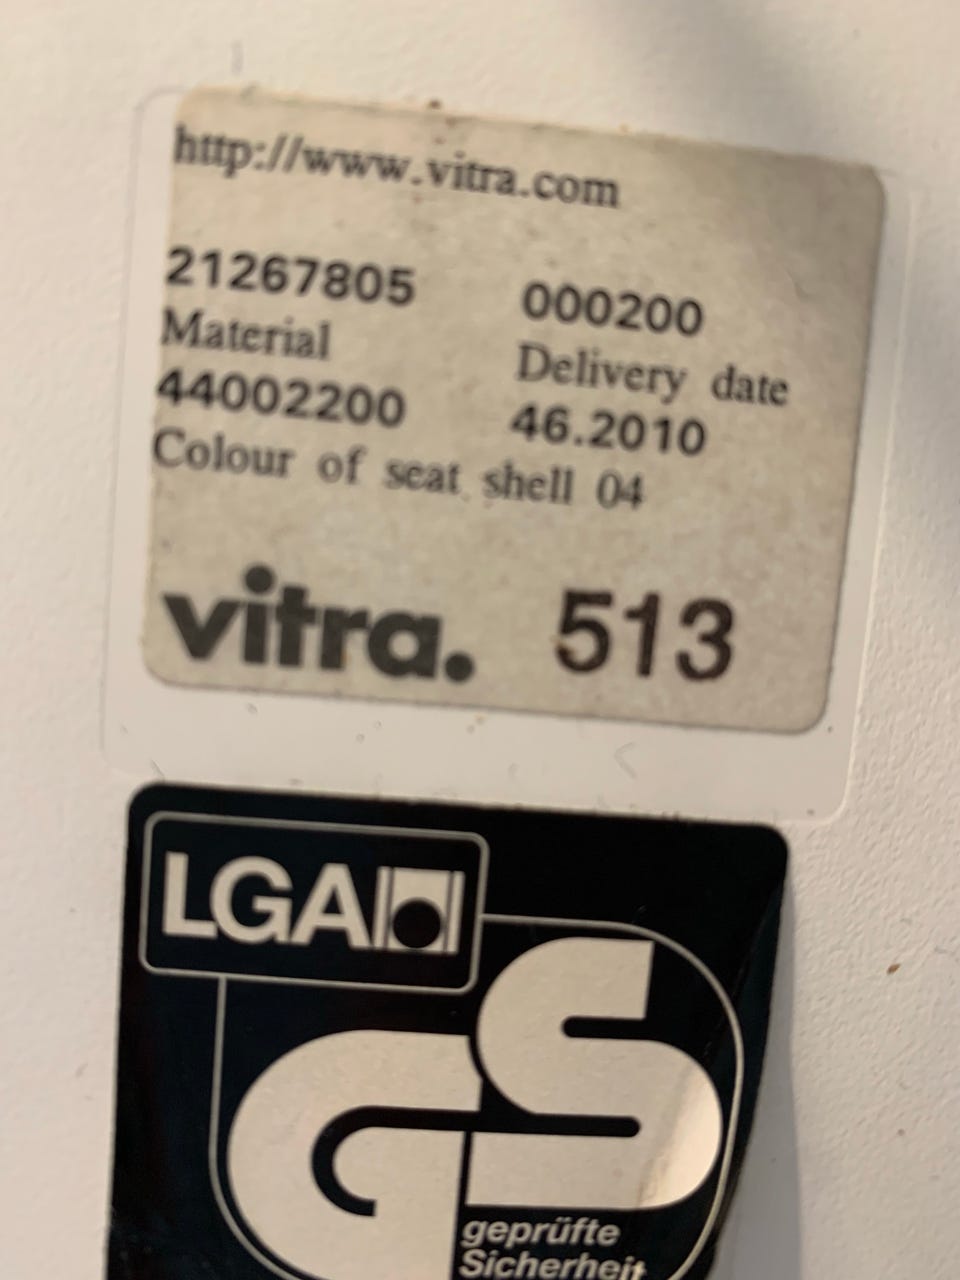 http://www.vitra.com
21267805 000200
Material Delivery date
44002200 46.2010
Colour of seat shell 04
vitra. 513
LGA
GS
geprüfte
Sicherheit